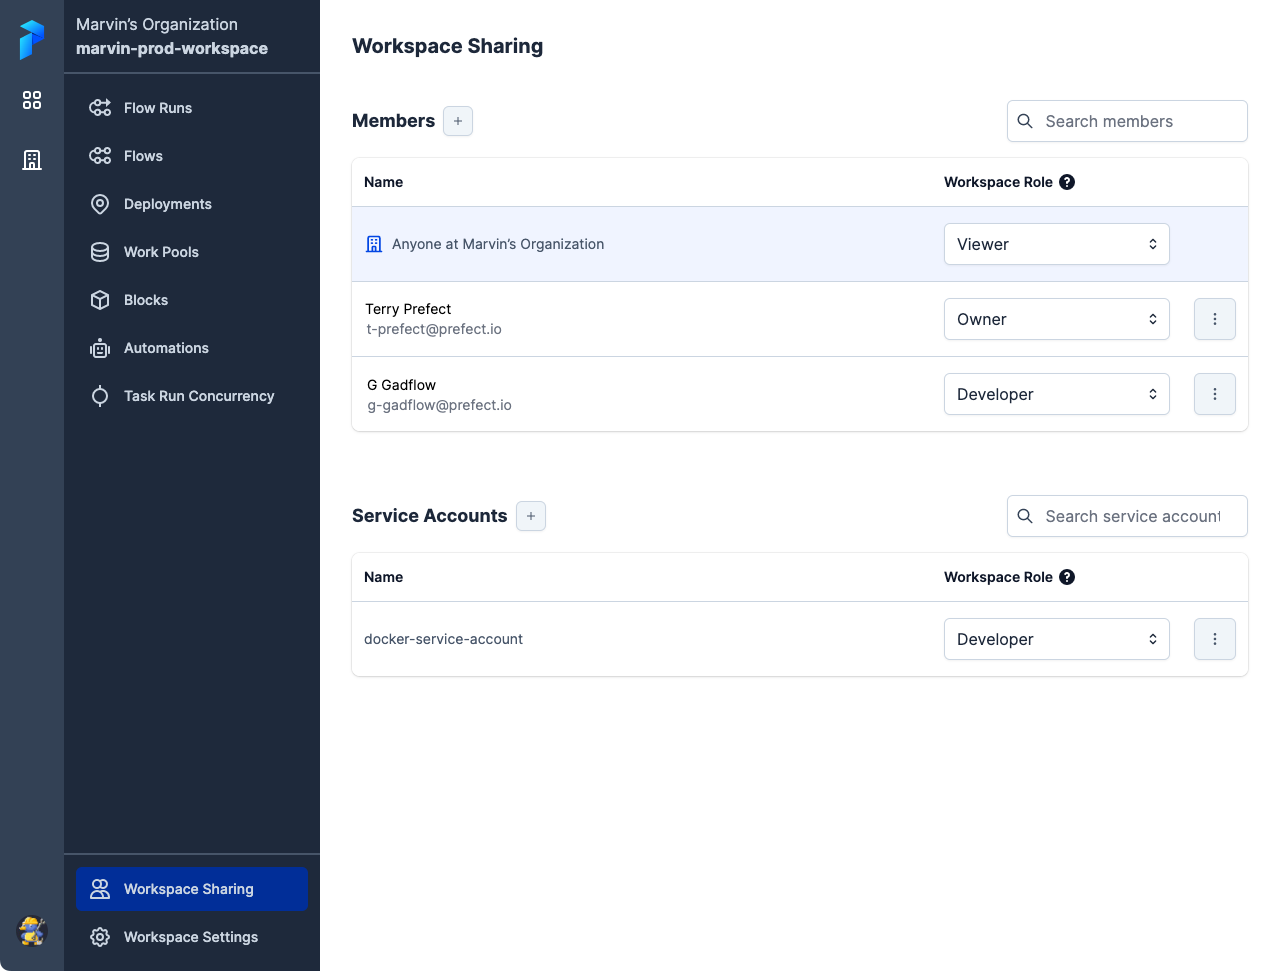 Marvin’s Organization
marvin-prod-workspace
Flow Runs
Flows
Deployments
Work Pools
Blocks
Automations
Task Run Concurrency
Workspace Sharing
Workspace Settings
Workspace Sharing
Members
Search members
Name
Workspace Role
Anyone at Marvin’s Organization
Viewer
Terry Prefect
t-prefect@prefect.io
Owner
G Gadflow
g-gadflow@prefect.io
Developer
Service Accounts
Search service account
Name
Workspace Role
docker-service-account
Developer